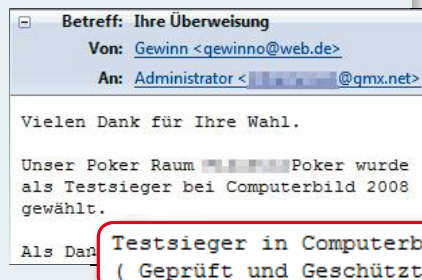 Betreff: Ihre Überweisung
Von: Gewinn <gewinno@web.de>
An: Administrator < @gmx.net>
Vielen Dank für Ihre Wahl.
Unser Poker Raum Poker wurde
als Testsieger bei Computerbild 2008
gewählt.
Als Dan
Testsieger in Computerb
( Geprüft und Geschützt